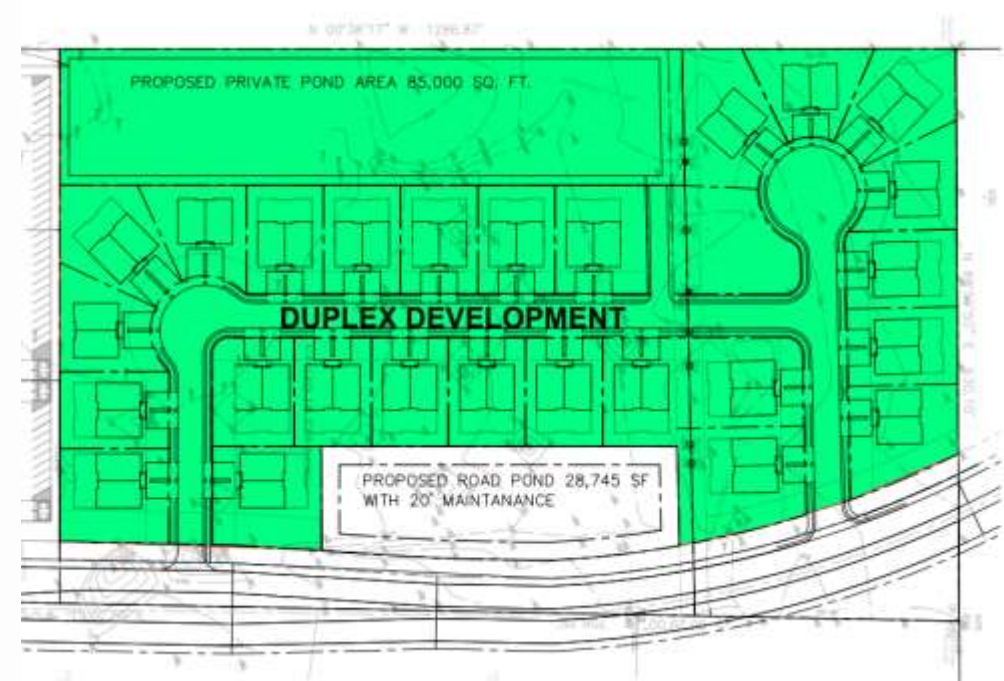 PROPOSED PRIVATE POND AREA 85,000 SQ. FT.
DUPLEX DEVELOPMENT
PROPOSED ROAD POND 28,745 SF
WITH 20' MAINTANANCE